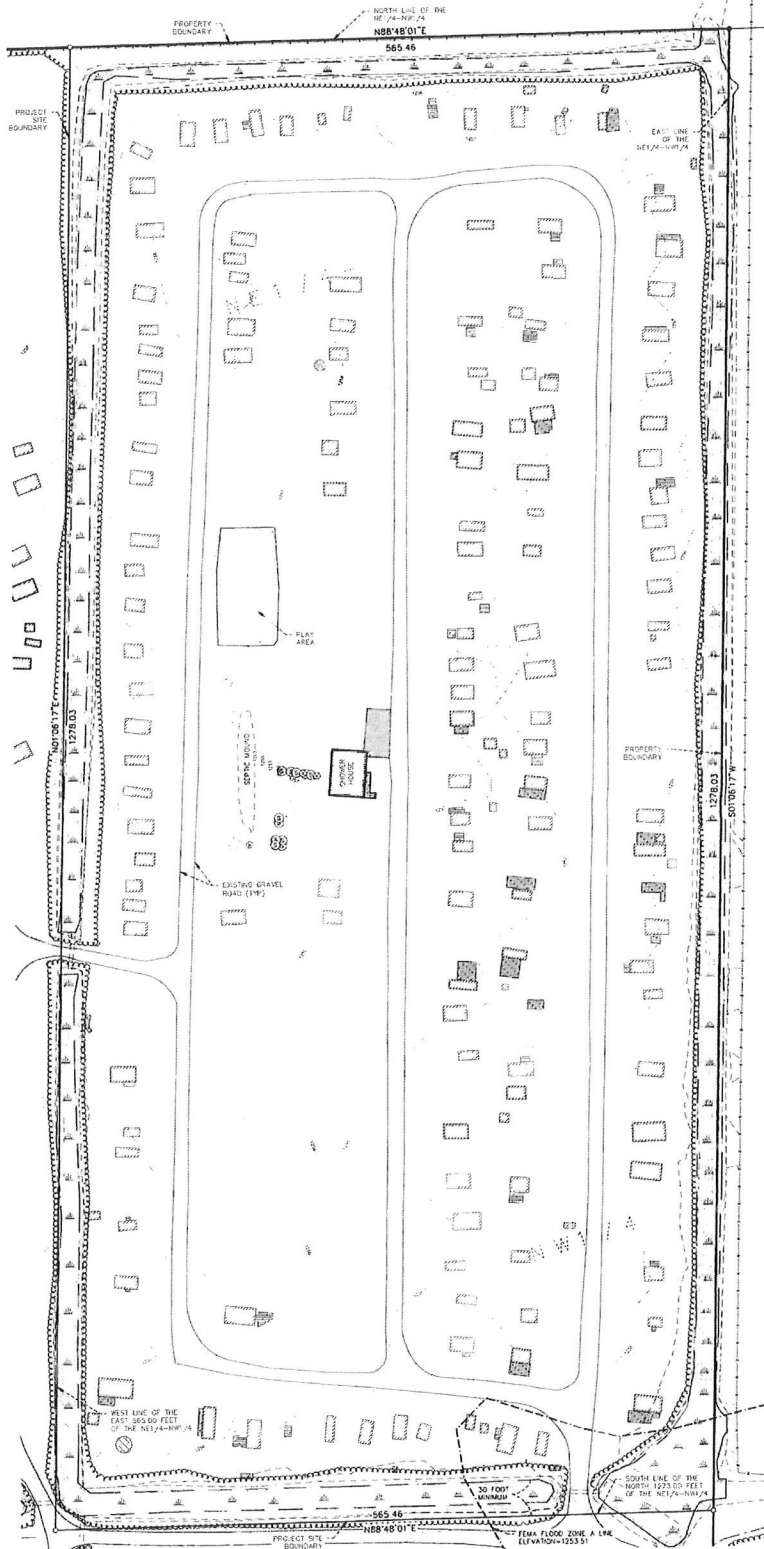 NORTH LINE OF THE
NE1/4-NW1/4
PROPERTY
BOUNDARY
N88°48'01"E
565.46
PROJECT
SITE
BOUNDARY
EAST LINE
OF THE
NE1/4-NW1/4
PLAY
AREA
N01°06'17"E
1278.03
SEPTIC MOUND
SHOWER
HOUSE
PROPERTY
BOUNDARY
1278.03
S01°06'17"W
EXISTING GRAVEL
ROAD (TYP)
NW1/4
WEST LINE OF THE
EAST 565.00 FEET
OF THE NE1/4-NW1/4
30 FOOT
MINIMUM
SOUTH LINE OF THE
NORTH 1273.00 FEET
OF THE NE1/4-NW1/4
565.46
N88°48'01"E
PROJECT SITE
BOUNDARY
FEMA FLOOD ZONE A LINE
ELEVATION=1253.51